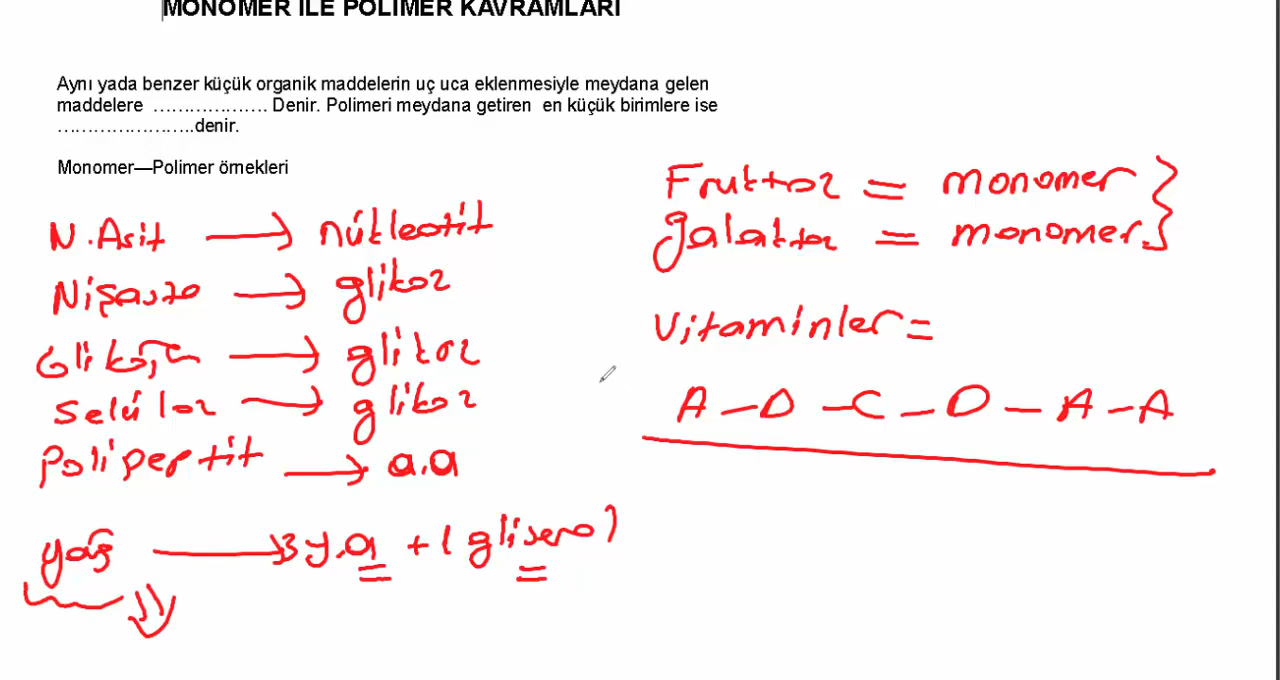 MONOMER İLE POLİMER KAVRAMLARI
Aynı yada benzer küçük organik maddelerin uç uca eklenmesiyle meydana gelen
maddelere ………………. Denir. Polimeri meydana getiren en küçük birimlere ise
…………………..denir.
Monomer—Polimer örnekleri
N.Asit → nükleotit
Nişasta → glikoz
Glikojen → glikoz
Selüloz → glikoz
Polipeptit → a.a
yağ → 3 y.a + 1 gliserol
Fruktoz = monomer }
galaktoz = monomer }
Vitaminler =
A – D – C – D – A – A